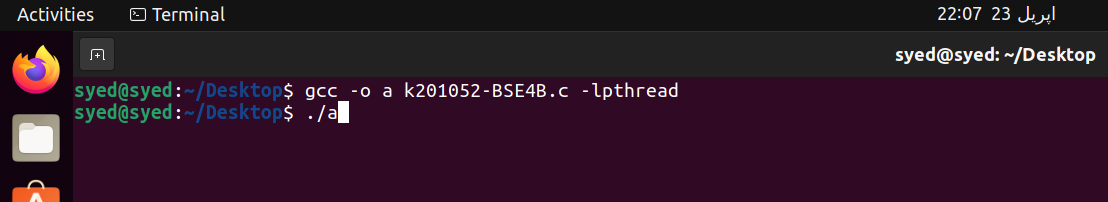 Activities Terminal 22:07 اپریل 23
syed@syed: ~/Desktop
syed@syed:~/Desktop$ gcc -o a k201052-BSE4B.c -lpthread
syed@syed:~/Desktop$ ./a